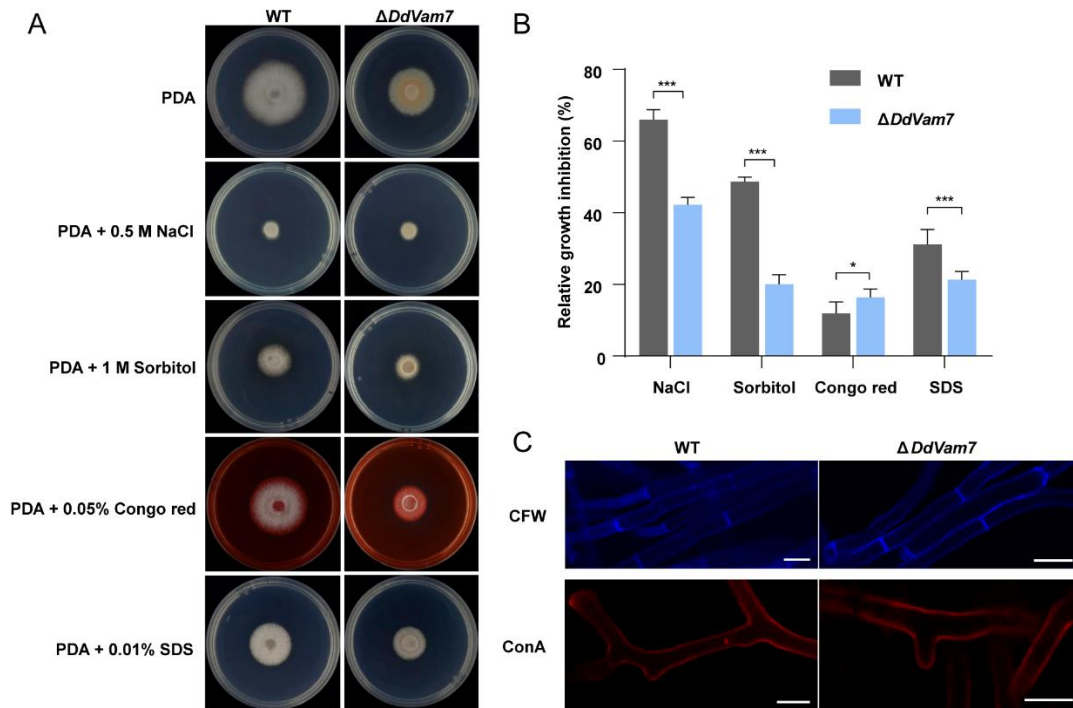 A
WT
ΔDdVam7
PDA
PDA + 0.5 M NaCl
PDA + 1 M Sorbitol
PDA + 0.05% Congo red
PDA + 0.01% SDS
B
Relative growth inhibition (%)
80
60
40
20
0
***
***
*
***
WT
ΔDdVam7
NaCl
Sorbitol
Congo red
SDS
C
WT
ΔDdVam7
CFW
ConA